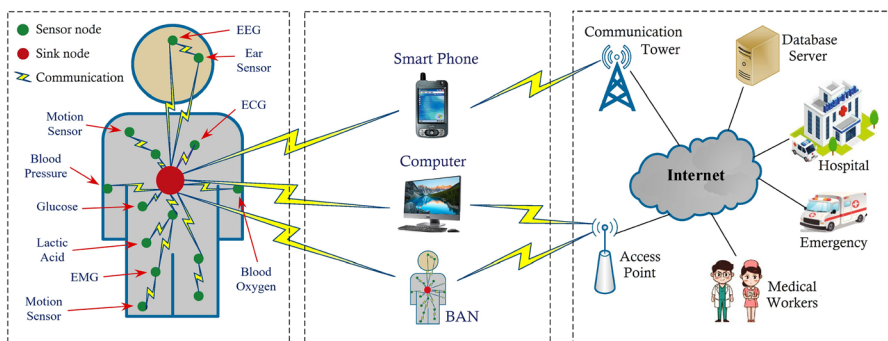 Sensor node
Sink node
Communication
EEG
Ear
Sensor
ECG
Motion
Sensor
Blood
Pressure
Glucose
Lactic
Acid
EMG
Motion
Sensor
Blood
Oxygen
Smart Phone
Computer
BAN
Communication
Tower
Database
Server
Internet
Hospital
Emergency
Access
Point
Medical
Workers